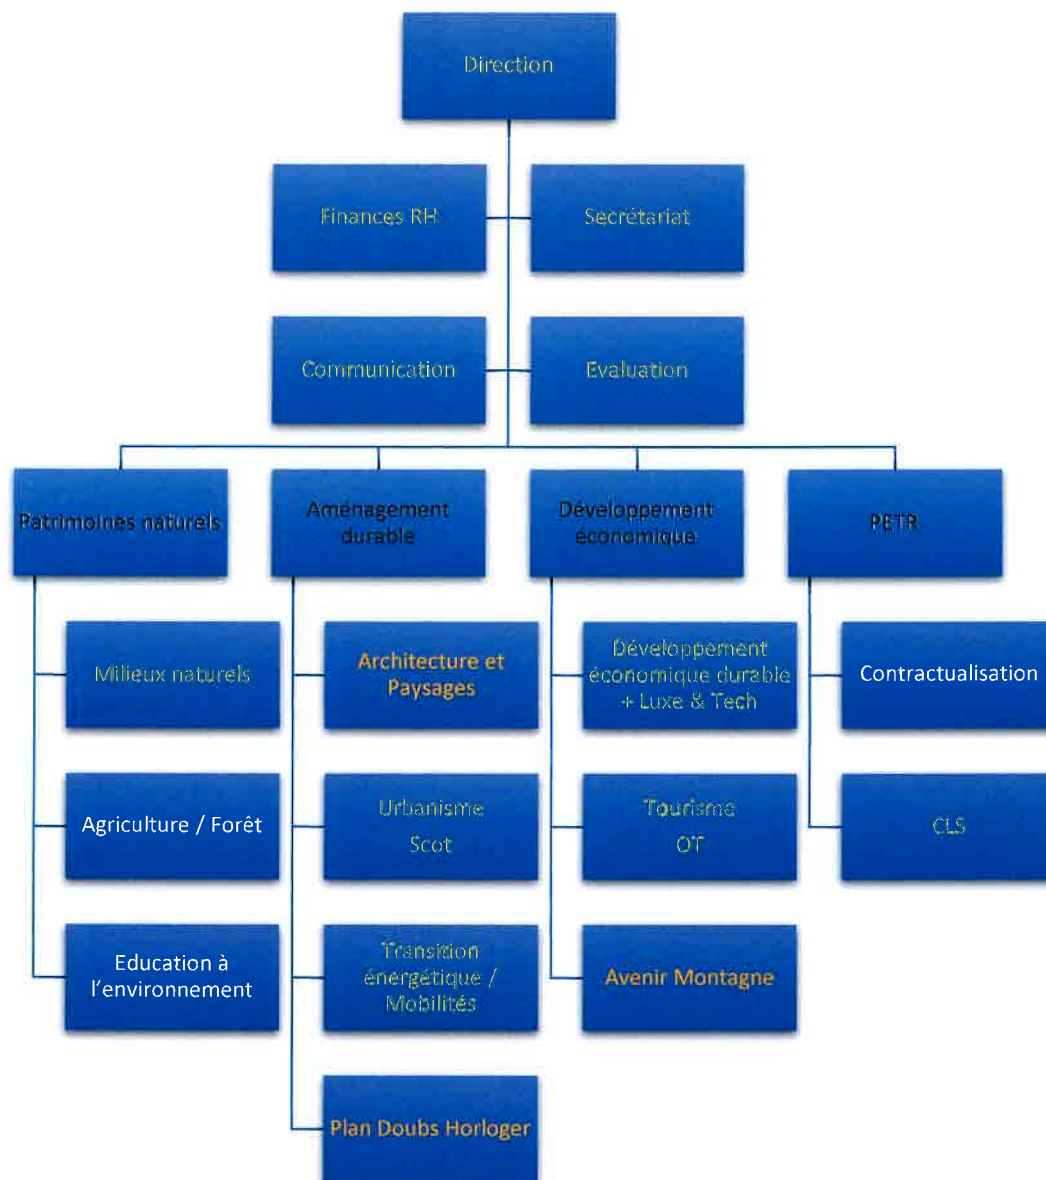 Direction
Finances RH
Secrétariat
Communication
Evaluation
Patrimoines naturels
Aménagement
durable
Développement
économique
PETR
Milieux naturels
Architecture et
Paysages
Développement
économique durable
+ Luxe & Tech
Contractualisation
Agriculture / Forêt
Urbanisme
Scot
Tourisme
OT
CLS
Education à
l'environnement
Transition
énergétique /
Mobilités
Avenir Montagne
Plan Doubs Horloger